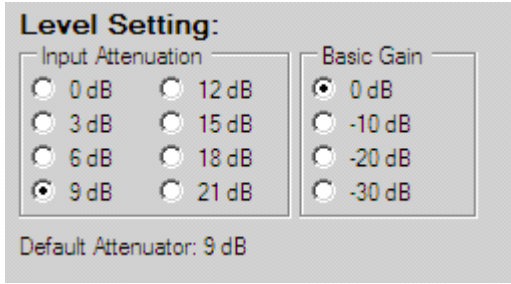 Level Setting:
Input Attenuation
Basic Gain
0 dB 12 dB
3 dB 15 dB
6 dB 18 dB
9 dB 21 dB
0 dB
-10 dB
-20 dB
-30 dB
Default Attenuator: 9 dB